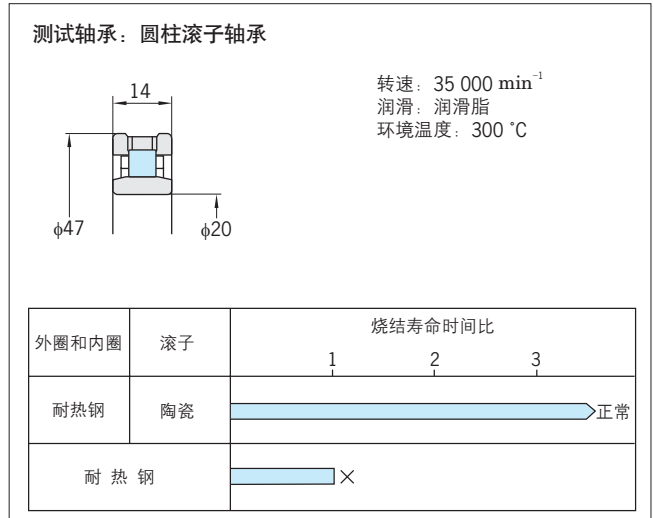 测试轴承：圆柱滚子轴承
转速：35 000 min⁻¹
润滑：润滑脂
环境温度：300 °C
14
ϕ47
ϕ20
外圈和内圈
滚子
烧结寿命时间比
1 2 3
耐热钢 陶瓷 正常
耐热钢 ×